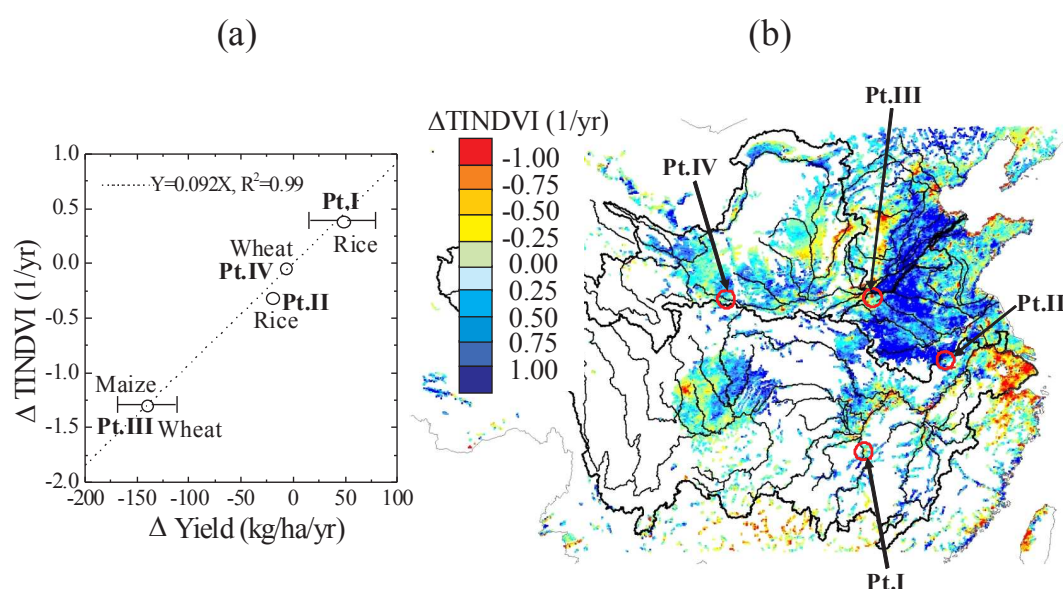 (a)
(b)
1.0
0.5
0.0
-0.5
-1.0
-1.5
-2.0
Δ TINDVI (1/yr)
Y=0.092X, R²=0.99
Pt.I
Rice
Wheat
Pt.IV
Pt.II
Rice
Maize
Pt.III Wheat
-200 -150 -100 -50 0 50 100
Δ Yield (kg/ha/yr)
ΔTINDVI (1/yr)
-1.00
-0.75
-0.50
-0.25
0.00
0.25
0.50
0.75
1.00
Pt.III
Pt.IV
Pt.II
Pt.I